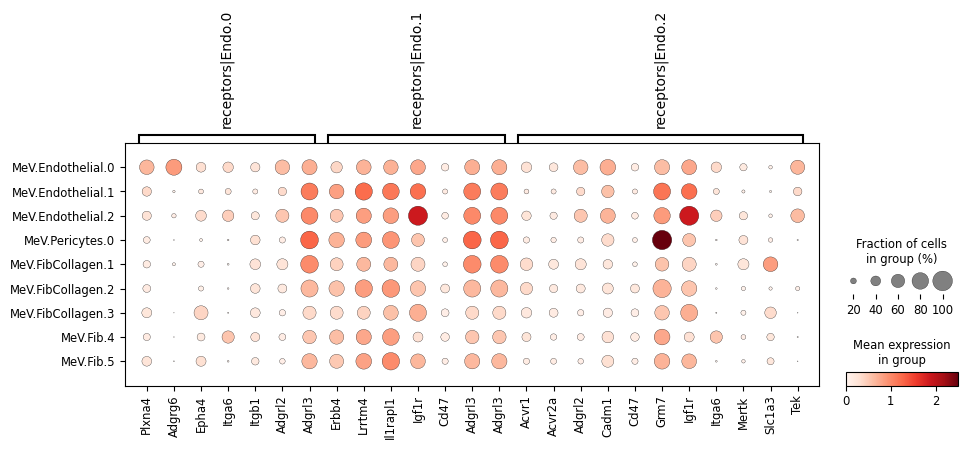 receptors|Endo.0
receptors|Endo.1
receptors|Endo.2
MeV.Endothelial.0
MeV.Endothelial.1
MeV.Endothelial.2
MeV.Pericytes.0
MeV.FibCollagen.1
MeV.FibCollagen.2
MeV.FibCollagen.3
MeV.Fib.4
MeV.Fib.5
Plxna4
Adgrg6
Epha4
Itga6
Itgb1
Adgrl2
Adgrl3
Erbb4
Lrrtm4
Il1rapl1
Igf1r
Cd47
Adgrl3
Adgrl3
Acvr1
Acvr2a
Adgrl2
Cadm1
Cd47
Grm7
Igf1r
Itga6
Mertk
Slc1a3
Tek
Fraction of cells
in group (%)
20 40 60 80 100
Mean expression
in group
0 1 2